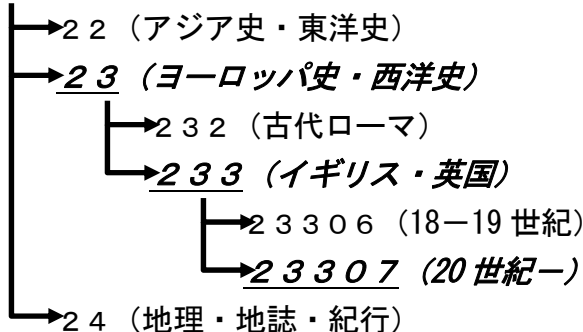 ２２（アジア史・東洋史）
２３（ヨーロッパ史・西洋史）
２３２（古代ローマ）
２３３（イギリス・英国）
２３３０６（18－19世紀）
２３３０７（20世紀－）
２４（地理・地誌・紀行）